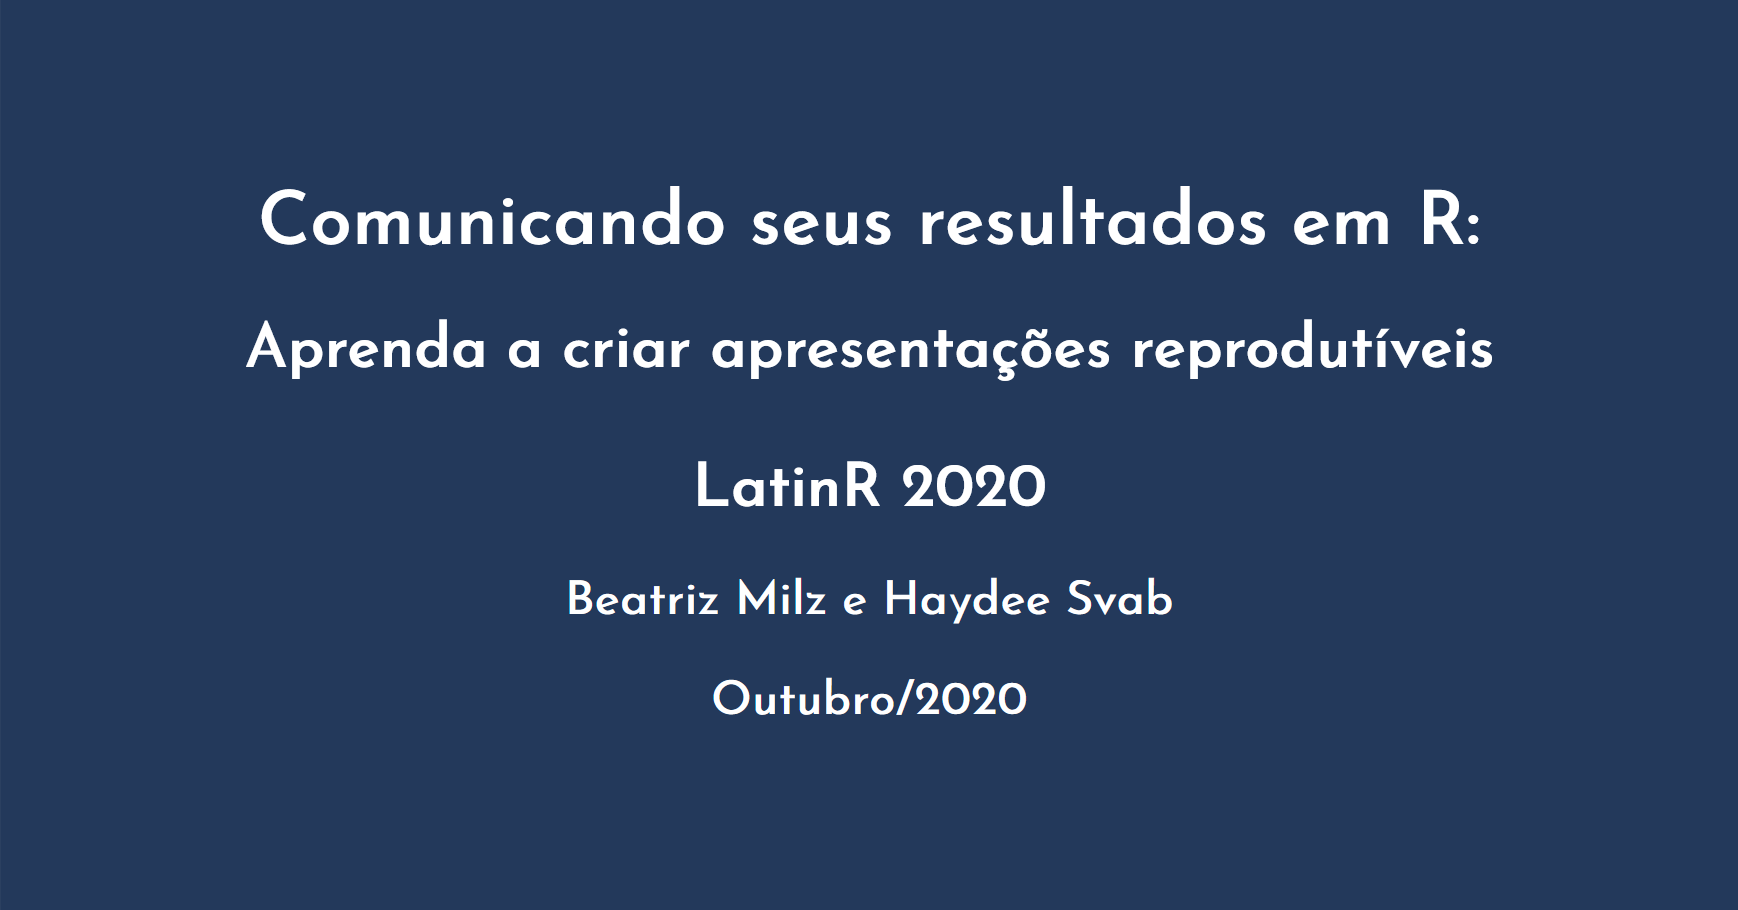 Comunicando seus resultados em R:
Aprenda a criar apresentações reprodutíveis
LatinR 2020
Beatriz Milz e Haydee Svab
Outubro/2020